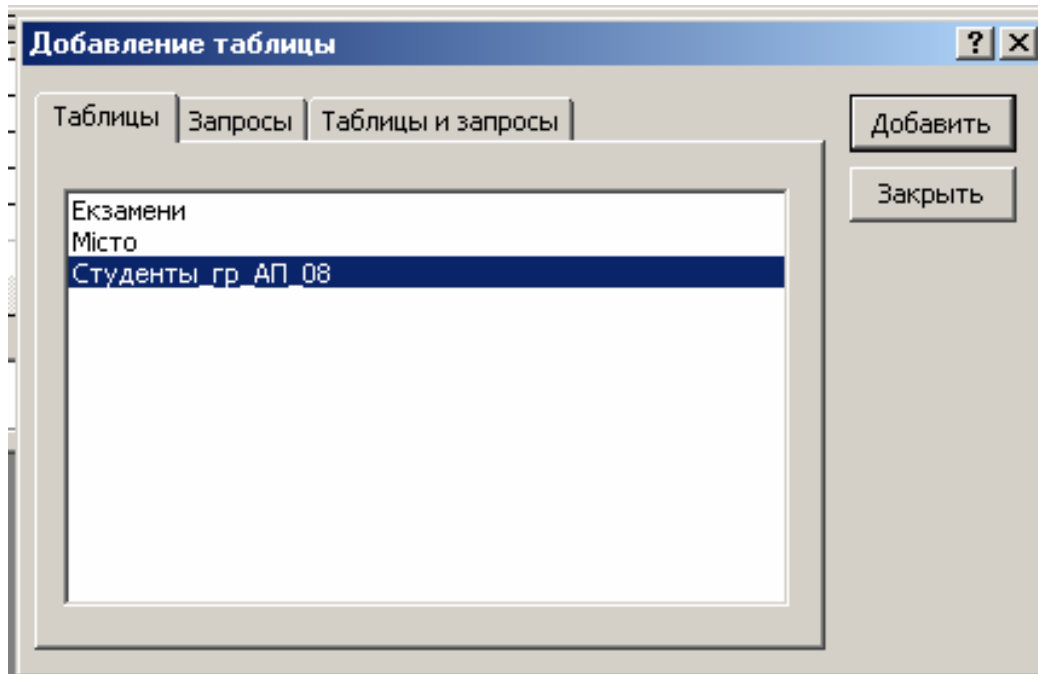 Добавление таблицы
Таблицы Запросы Таблицы и запросы
Добавить
Закрыть
Екзамени
Місто
Студенты_гр_АП_08